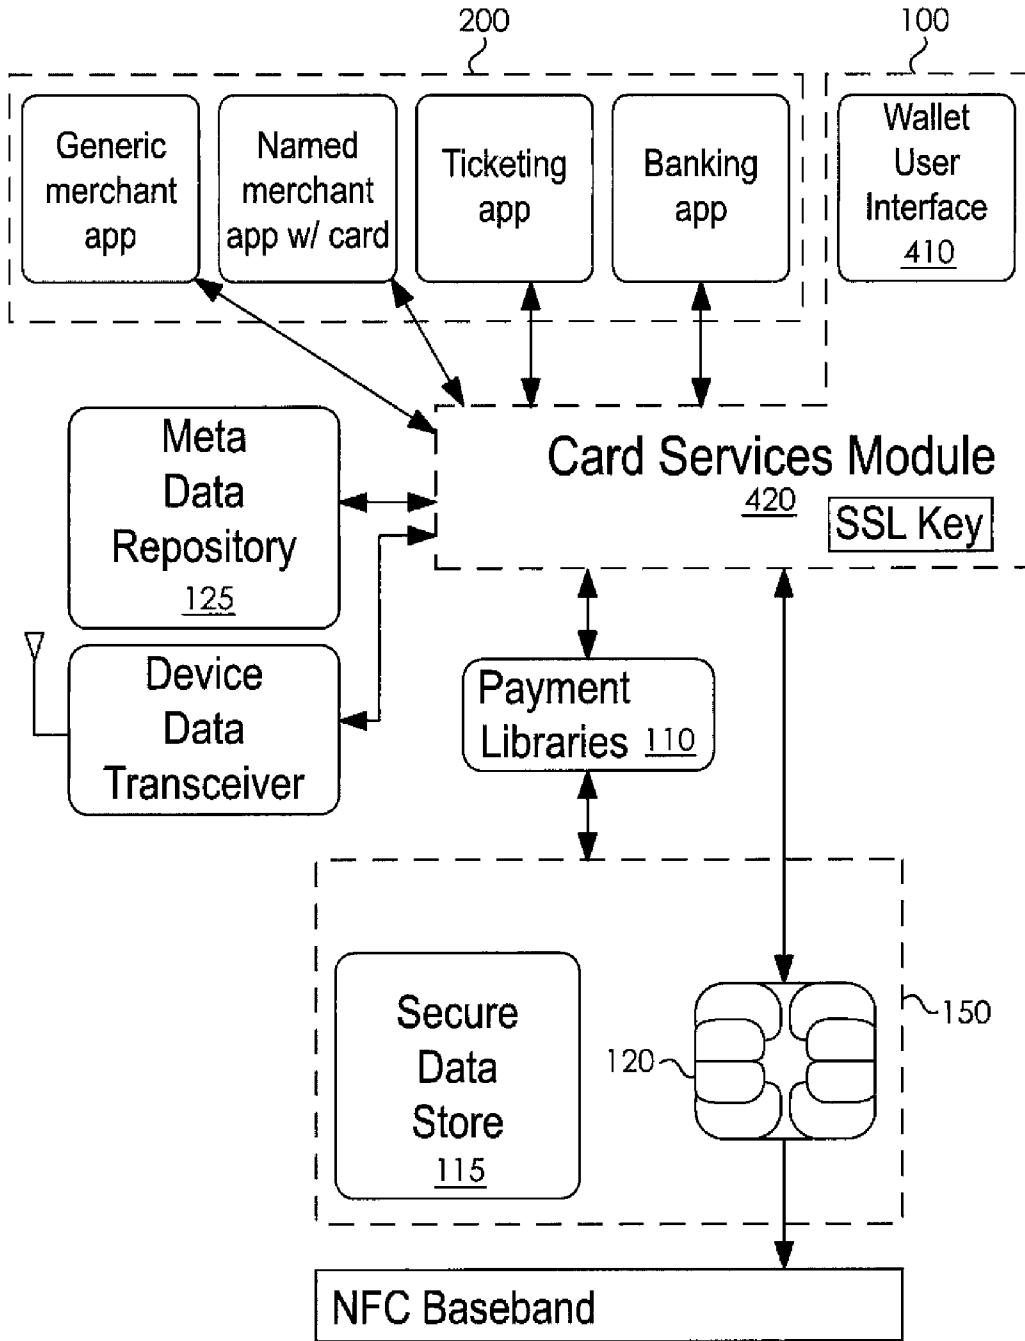 200
100
Generic
merchant
app
Named
merchant
app w/ card
Ticketing
app
Banking
app
Wallet
User
Interface
410
Card Services Module
420
SSL Key
Meta
Data
Repository
125
Device
Data
Transceiver
Payment
Libraries 110
Secure
Data
Store
115
120
150
NFC Baseband